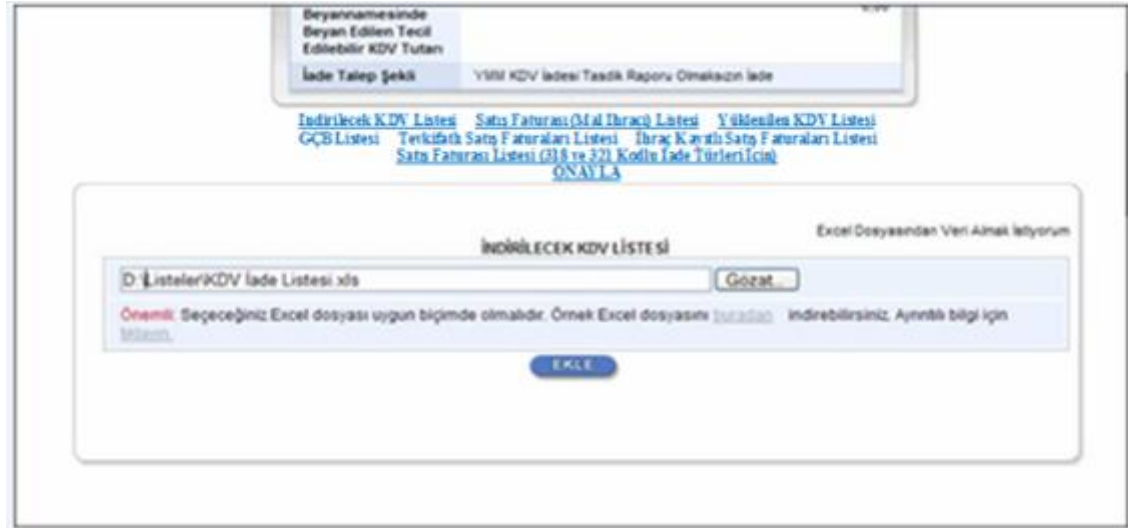 Beyannamesinde
0,00
Beyan Edilen Tecil
Edilebilir KDV Tutarı
İade Talep Şekli YMM KDV İadesi Tasdik Raporu Olmaksızın İade
İndirilecek KDV Listesi Satış Faturası (Mal İhracı) Listesi Yüklenilen KDV Listesi
GÇB Listesi Tevkifatlı Satış Faturaları Listesi İhraç Kayıtlı Satış Faturaları Listesi
Satış Faturası Listesi (318 ve 321 Kodlu İade Türleri İçin)
ONAYLA
Excel Dosyasından Veri Almak İstiyorum
İNDİRİLECEK KDV LİSTESİ
D:\Listeler\KDV İade Listesi.xls Gözat...
Önemli: Seçeceğiniz Excel dosyası uygun biçimde olmalıdır. Örnek Excel dosyasını buradan indirebilirsiniz. Ayrıntılı bilgi için
tıklayın.
EKLE